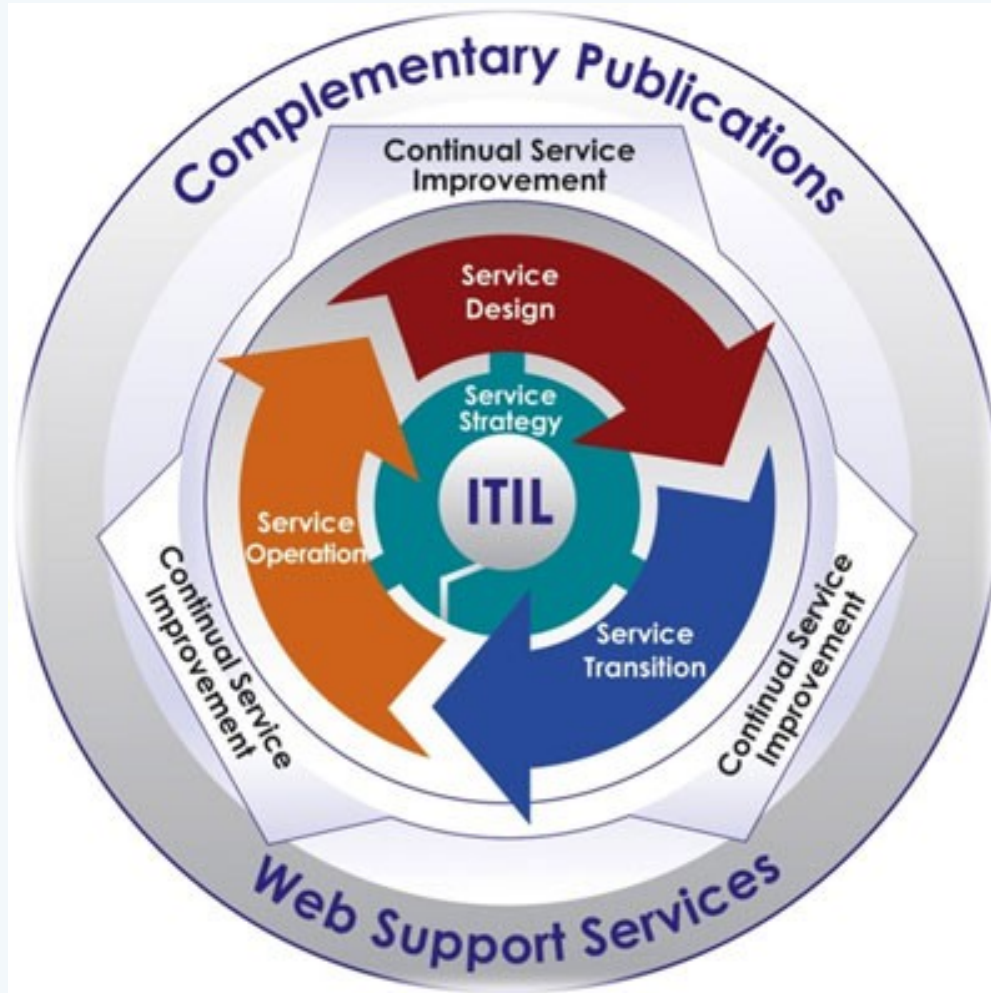 Complementary Publications
Continual Service
Improvement
Service
Design
Service
Strategy
ITIL
Service
Operation
Service
Transition
Continual Service
Improvement
Continual Service
Improvement
Web Support Services